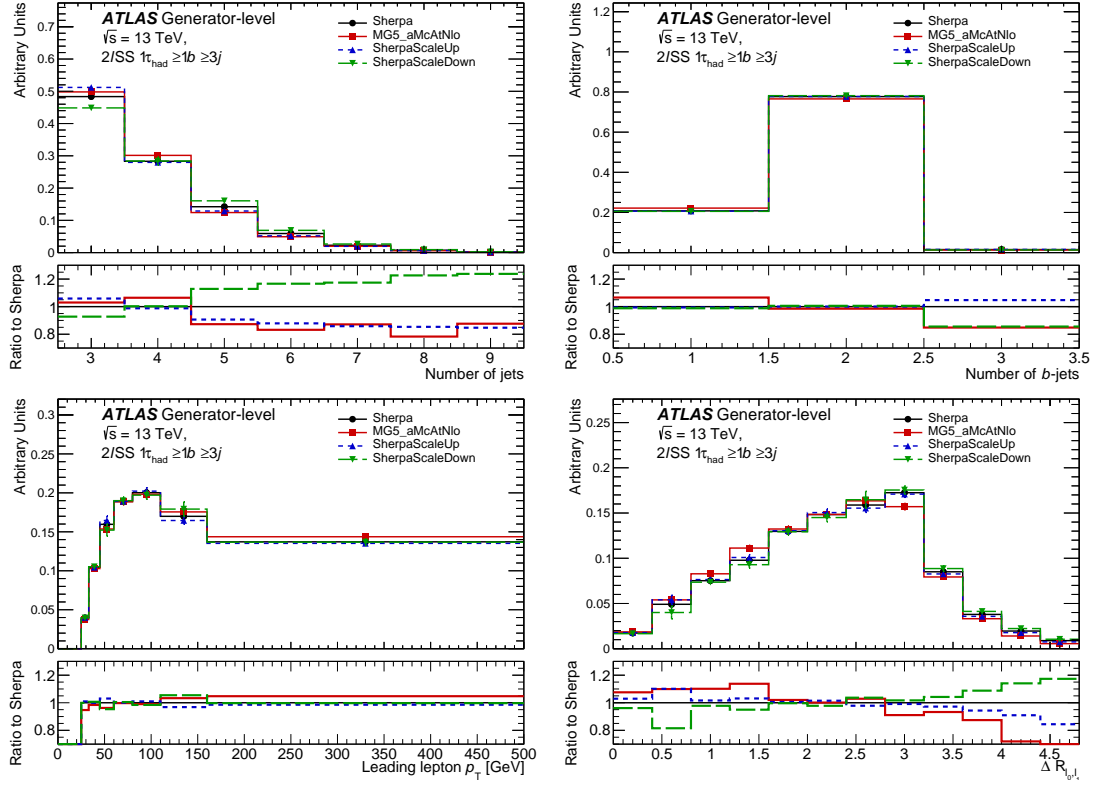 ATLAS Generator-level
√s = 13 TeV,
2lSS 1τhad ≥1b ≥3j
Sherpa
MG5_aMcAtNlo
SherpaScaleUp
SherpaScaleDown
Arbitrary Units
0.7
0.6
0.5
0.4
0.3
0.2
0.1
0
Ratio to Sherpa
1.2
1
0.8
3 4 5 6 7 8 9
Number of jets
ATLAS Generator-level
√s = 13 TeV,
2lSS 1τhad ≥1b ≥3j
Sherpa
MG5_aMcAtNlo
SherpaScaleUp
SherpaScaleDown
Arbitrary Units
1.2
1
0.8
0.6
0.4
0.2
0
Ratio to Sherpa
1.2
1
0.8
0.5 1 1.5 2 2.5 3 3.5
Number of b-jets
ATLAS Generator-level
√s = 13 TeV,
2lSS 1τhad ≥1b ≥3j
Sherpa
MG5_aMcAtNlo
SherpaScaleUp
SherpaScaleDown
Arbitrary Units
0.3
0.25
0.2
0.15
0.1
0.05
0
Ratio to Sherpa
1.2
1
0.8
0 50 100 150 200 250 300 350 400 450 500
Leading lepton pT [GeV]
ATLAS Generator-level
√s = 13 TeV,
2lSS 1τhad ≥1b ≥3j
Sherpa
MG5_aMcAtNlo
SherpaScaleUp
SherpaScaleDown
Arbitrary Units
0.25
0.2
0.15
0.1
0.05
0
Ratio to Sherpa
1.2
1
0.8
0 0.5 1 1.5 2 2.5 3 3.5 4 4.5
Δ R